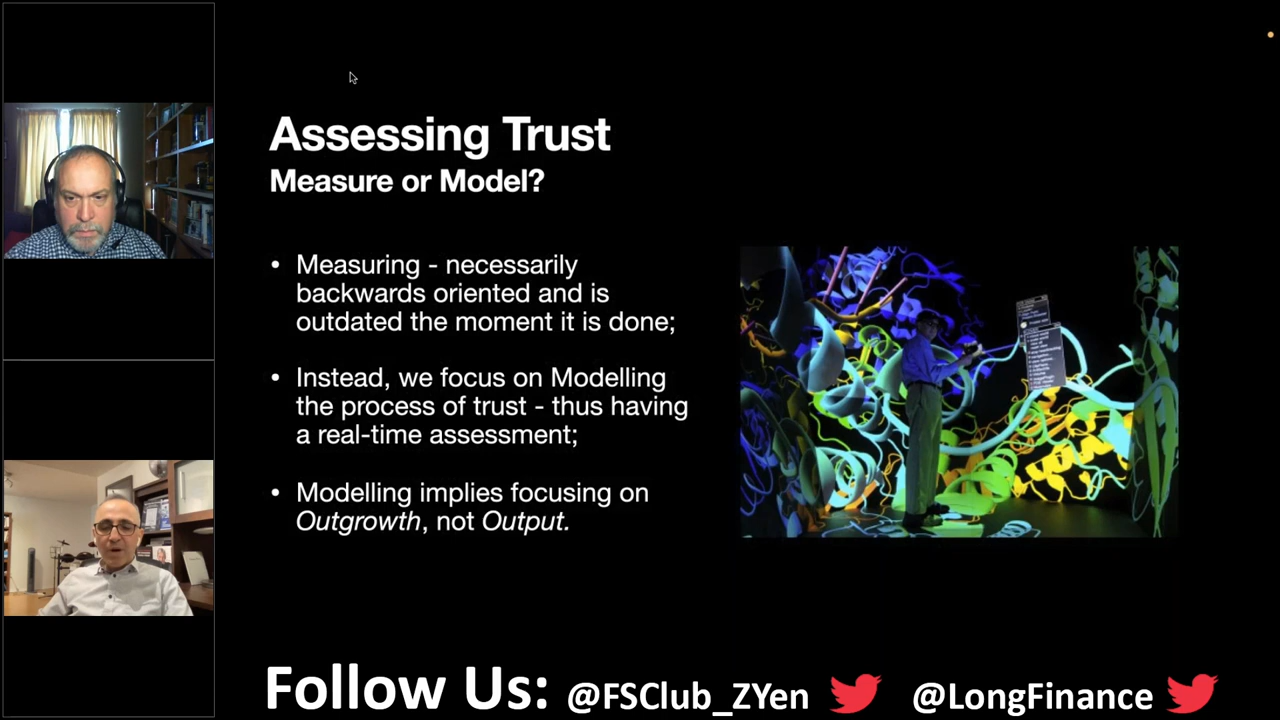 Assessing Trust
Measure or Model?
• Measuring - necessarily
backwards oriented and is
outdated the moment it is done;
• Instead, we focus on Modelling
the process of trust - thus having
a real-time assessment;
• Modelling implies focusing on
Outgrowth, not Output.
Follow Us: @FSClub_ZYen @LongFinance